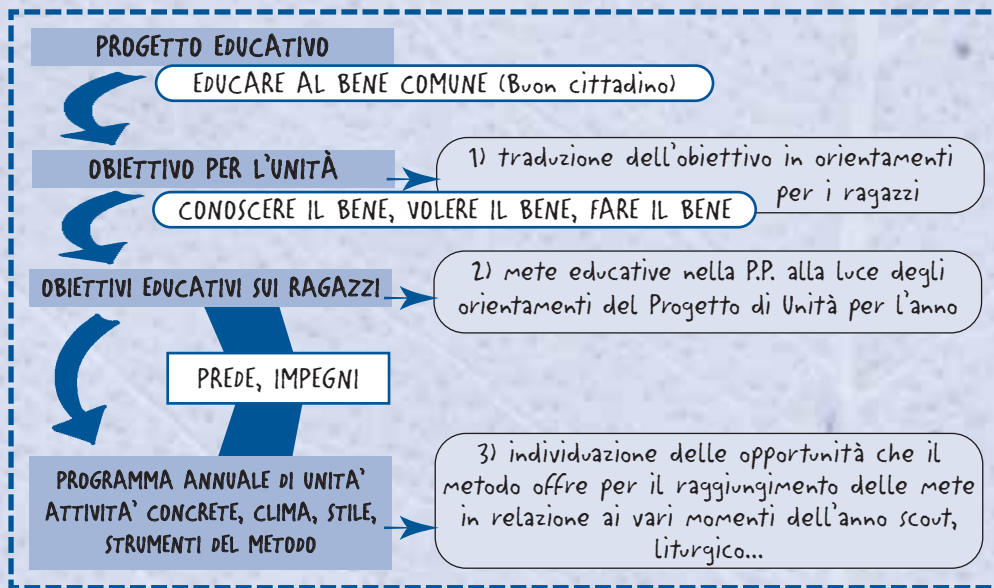 PROGETTO EDUCATIVO
EDUCARE AL BENE COMUNE (Buon cittadino)
OBIETTIVO PER L'UNITÀ
1) traduzione dell'obiettivo in orientamenti
per i ragazzi
CONOSCERE IL BENE, VOLERE IL BENE, FARE IL BENE
OBIETTIVI EDUCATIVI SUI RAGAZZI
2) mete educative nella P.P. alla luce degli
orientamenti del Progetto di Unità per l'anno
PREDE, IMPEGNI
PROGRAMMA ANNUALE DI UNITA'
ATTIVITA' CONCRETE, CLIMA, STILE,
STRUMENTI DEL METODO
3) individuazione delle opportunità che il
metodo offre per il raggiungimento delle mete
in relazione ai vari momenti dell'anno scout,
liturgico...